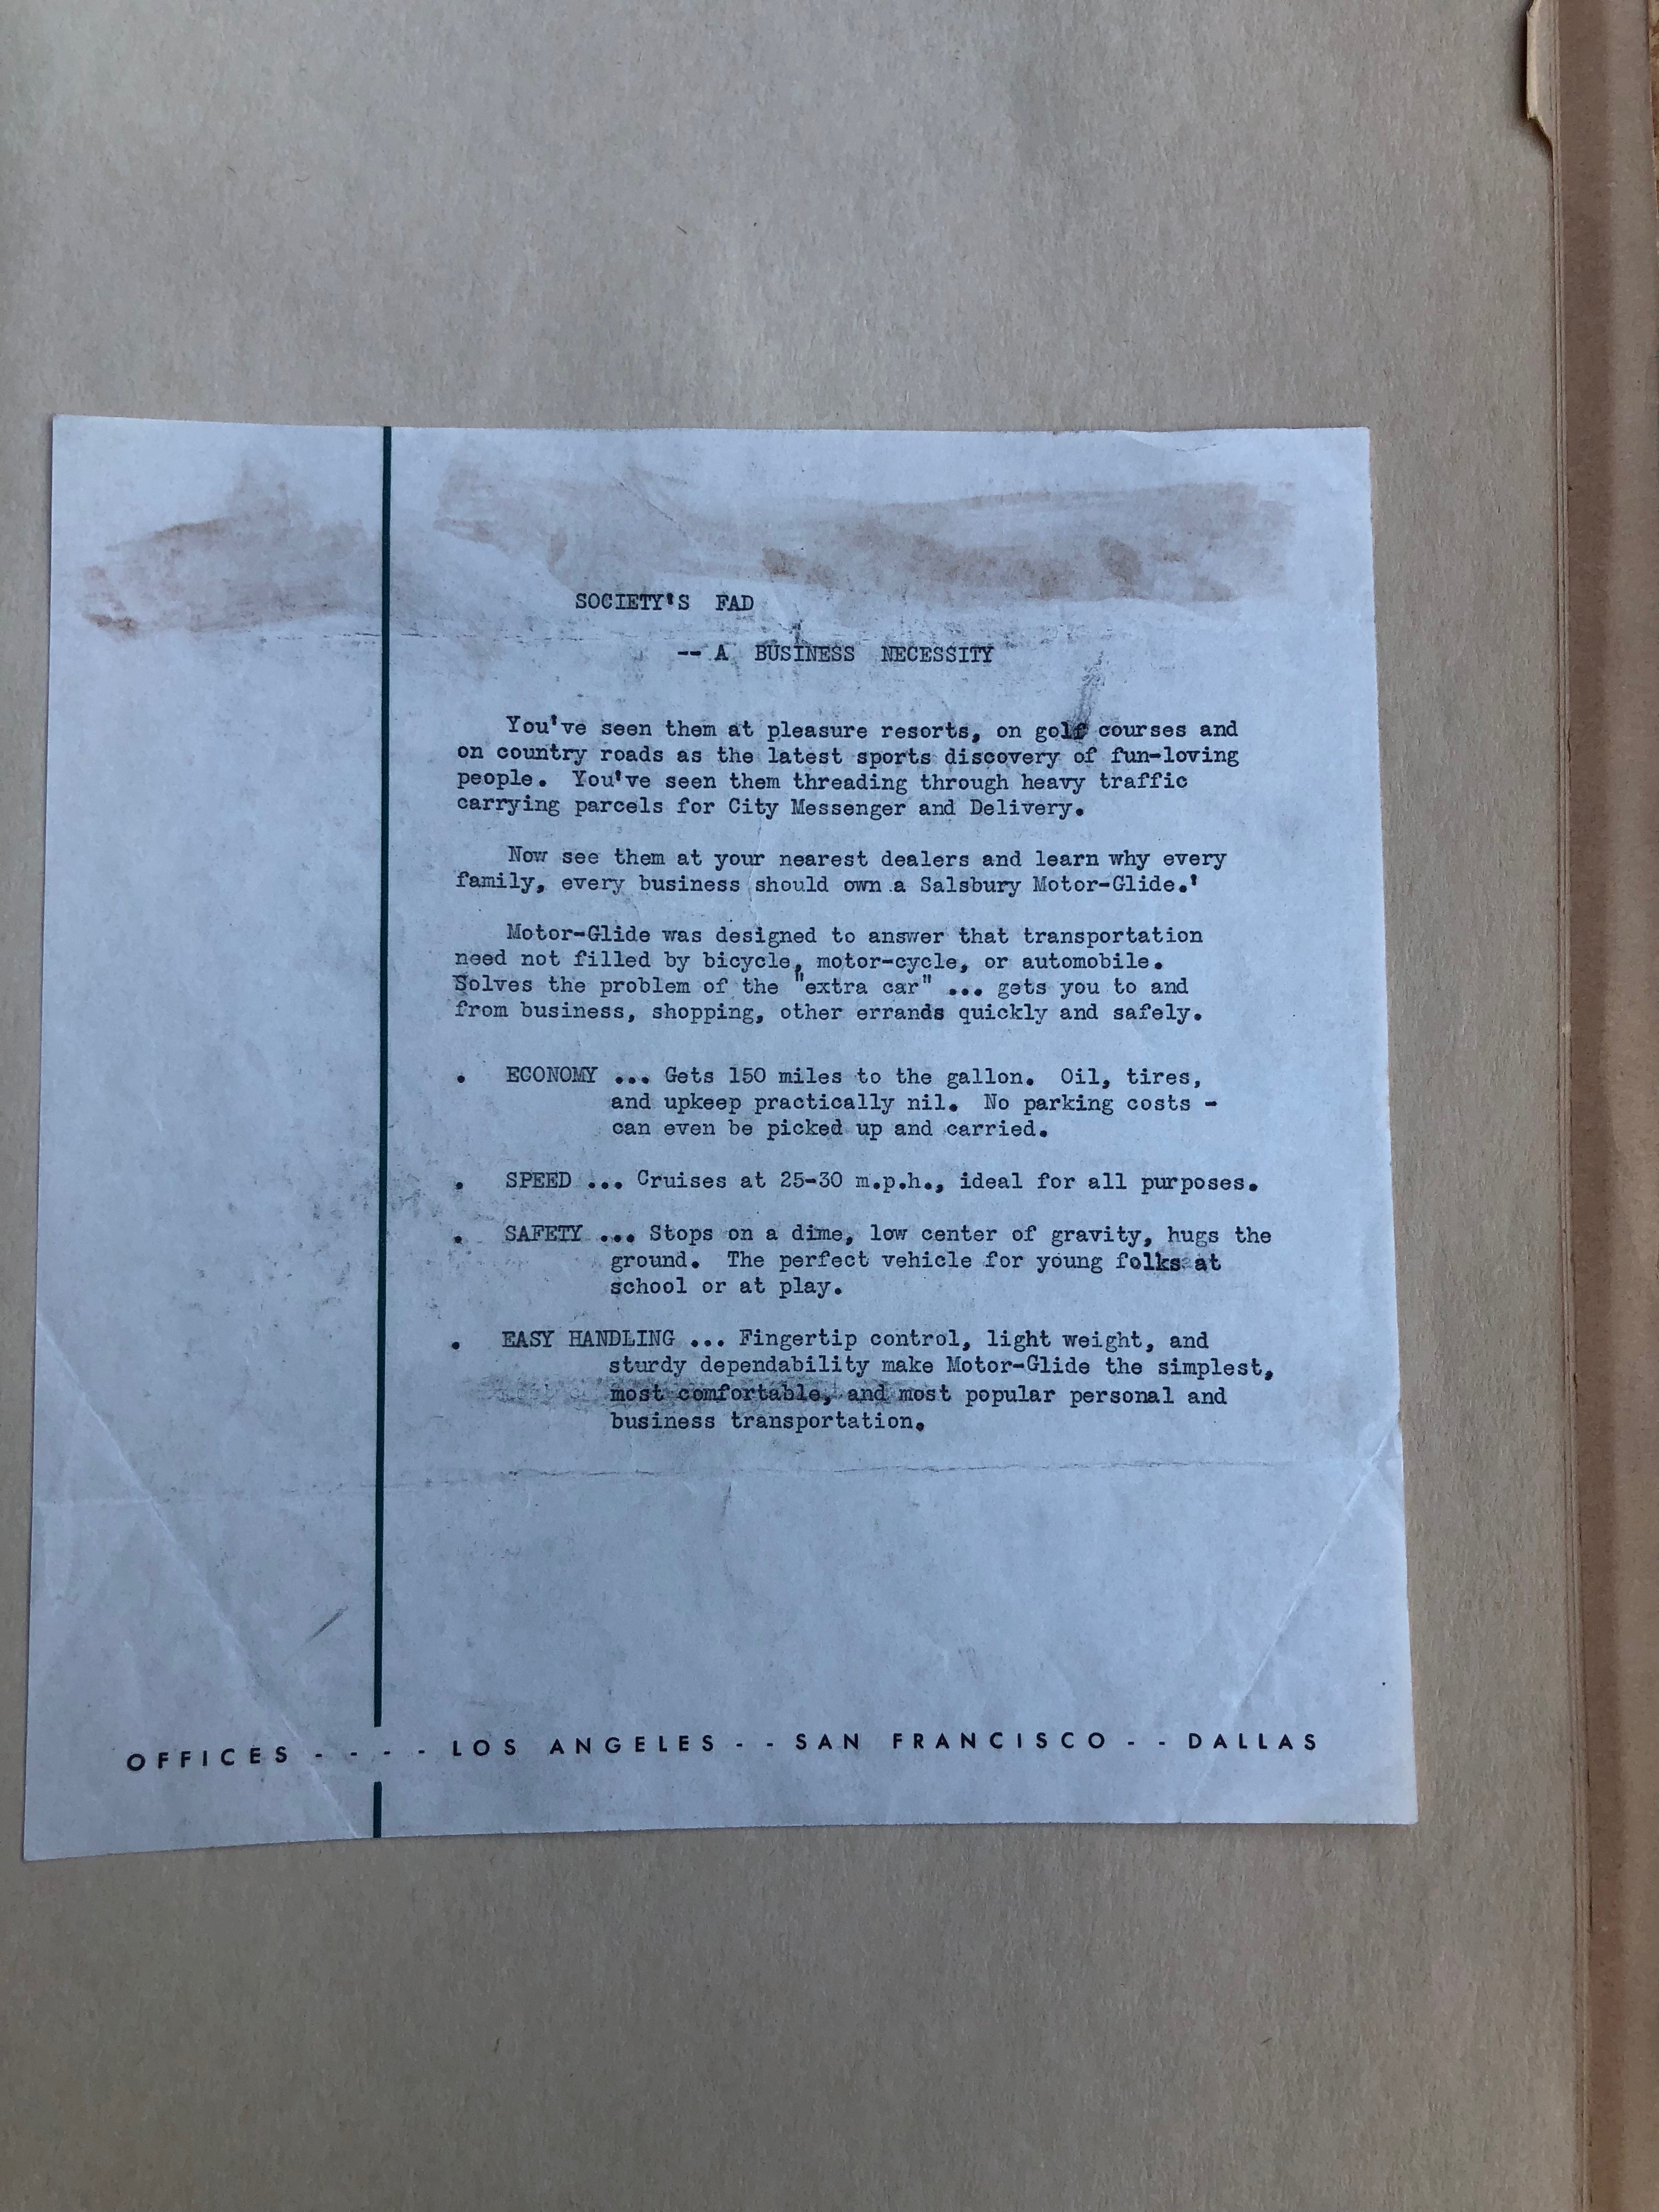 SOCIETY'S FAD
-- A BUSINESS NECESSITY
You've seen them at pleasure resorts, on golf courses and
on country roads as the latest sports discovery of fun-loving
people. You've seen them threading through heavy traffic
carrying parcels for City Messenger and Delivery.
Now see them at your nearest dealers and learn why every
family, every business should own a Salsbury Motor-Glide.'
Motor-Glide was designed to answer that transportation
need not filled by bicycle, motor-cycle, or automobile.
Solves the problem of the "extra car" ... gets you to and
from business, shopping, other errands quickly and safely.
. ECONOMY ... Gets 150 miles to the gallon. Oil, tires,
and upkeep practically nil. No parking costs -
can even be picked up and carried.
. SPEED ... Cruises at 25-30 m.p.h., ideal for all purposes.
. SAFETY ... Stops on a dime, low center of gravity, hugs the
ground. The perfect vehicle for young folks at
school or at play.
. EASY HANDLING ... Fingertip control, light weight, and
sturdy dependability make Motor-Glide the simplest,
most comfortable, and most popular personal and
business transportation.
OFFICES - - - - LOS ANGELES - - SAN FRANCISCO - - DALLAS